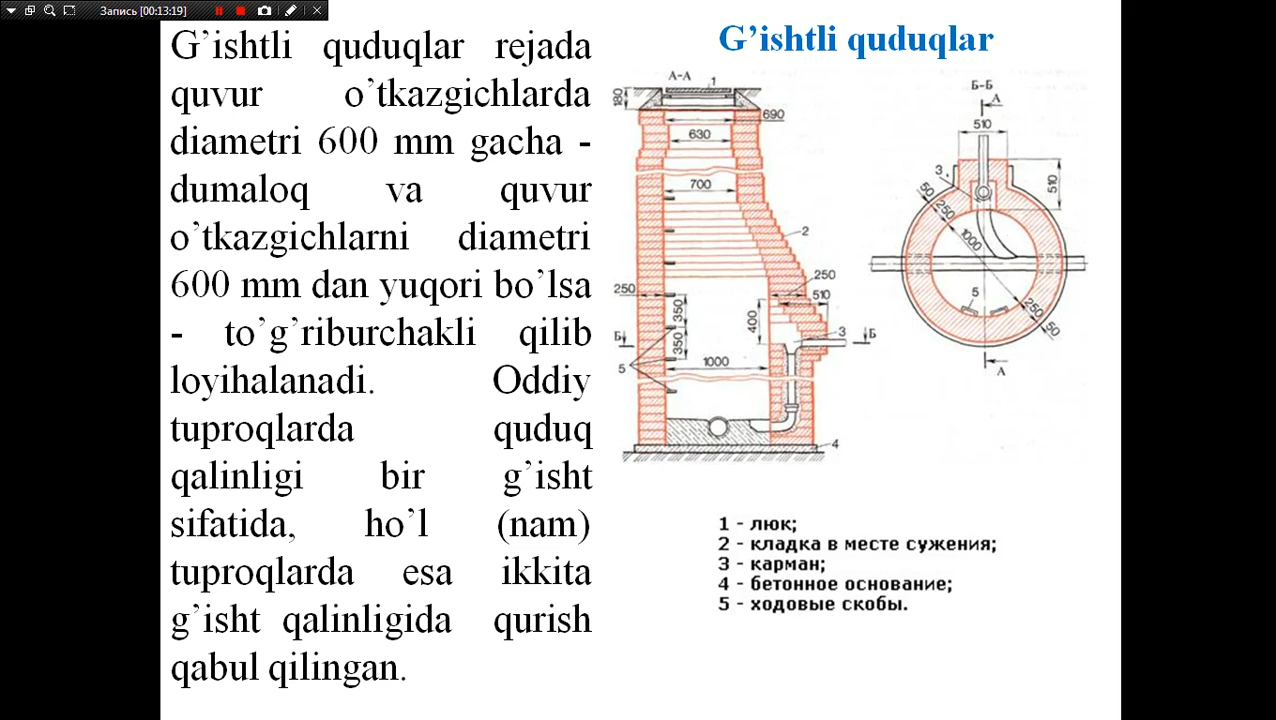 Запись [00:13:19]
G’ishtli quduqlar rejada
quvur o’tkazgichlarda
diametri 600 mm gacha -
dumaloq va quvur
o’tkazgichlarni diametri
600 mm dan yuqori bo’lsa
- to’g’riburchakli qilib
loyihalanadi. Oddiy
tuproqlarda quduq
qalinligi bir g’isht
sifatida, ho’l (nam)
tuproqlarda esa ikkita
g’isht qalinligida qurish
qabul qilingan.
G’ishtli quduqlar
А-А
1
180
690
630
700
2
250
250
510
350
400
350
3
Б
Б
5
1000
4
Б-Б
А
510
3
510
50
250
1000
5
250
50
А
1 - люк;
2 - кладка в месте сужения;
3 - карман;
4 - бетонное основание;
5 - ходовые скобы.